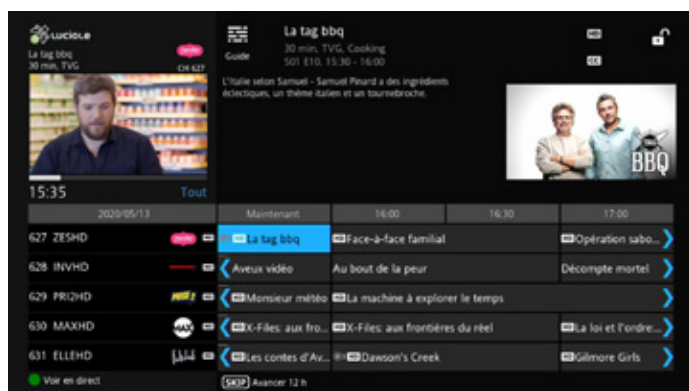 Luciole
La tag bbq
30 min, TVG
CH 627
15:35
Tout
Guide
La tag bbq
30 min, TVG, Cooking
S01 E10, 15:30 - 16:00
HD
CC
L'Italie selon Samuel - Samuel Pinard a des ingrédients
éclectiques, un thème italien et un tournebroche.
BBQ
2020/05/13
Maintenant
16:00
16:30
17:00
627 ZESHD
La tag bbq
Face-à-face familial
Opération sabo...
628 INVHD
Aveux vidéo
Au bout de la peur
Décompte mortel
629 PRI2HD
Monsieur météo
La machine à explorer le temps
630 MAXHD
MAX
X-Files: aux fro...
X-Files: aux frontières du réel
La loi et l'ordre:...
631 ELLEHD
Les contes d'Av...
Dawson's Creek
Gilmore Girls
Voir en direct
SKIP Avancer 12 h